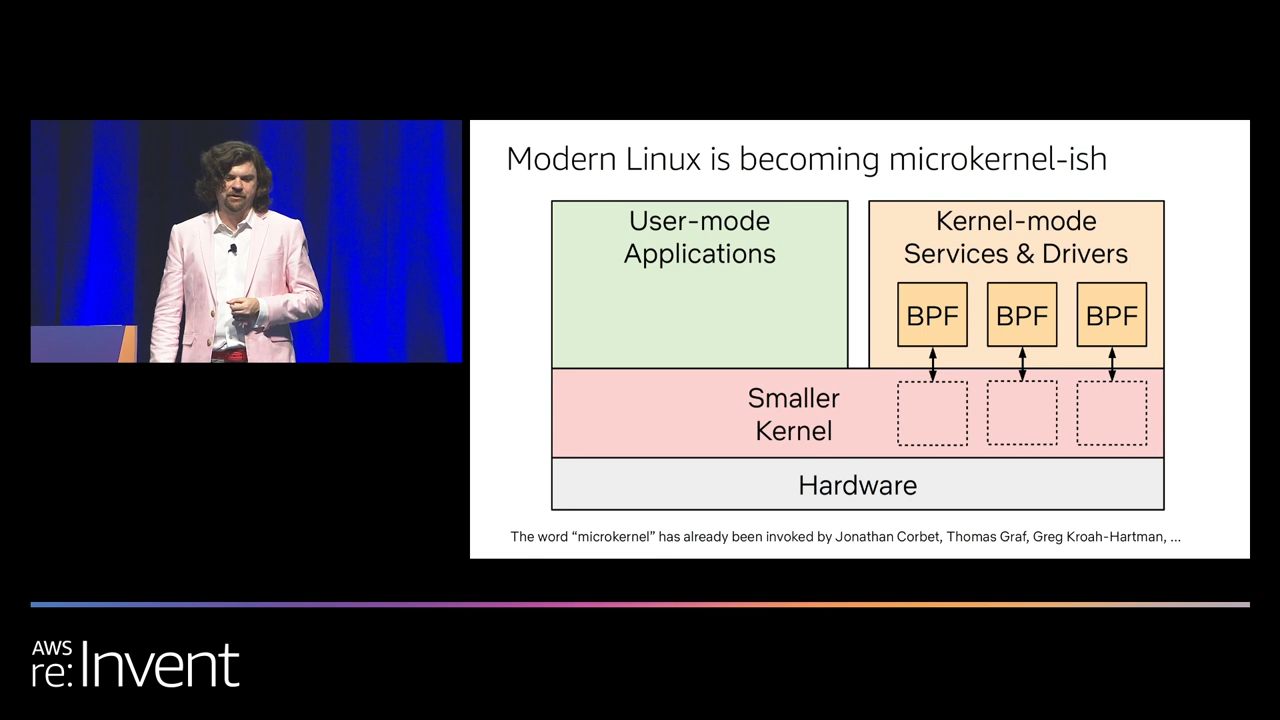 Modern Linux is becoming microkernel-ish
User-mode
Applications
Kernel-mode
Services & Drivers
BPF
BPF
BPF
Smaller
Kernel
Hardware
The word “microkernel” has already been invoked by Jonathan Corbet, Thomas Graf, Greg Kroah-Hartman, ...
AWS
re:Invent